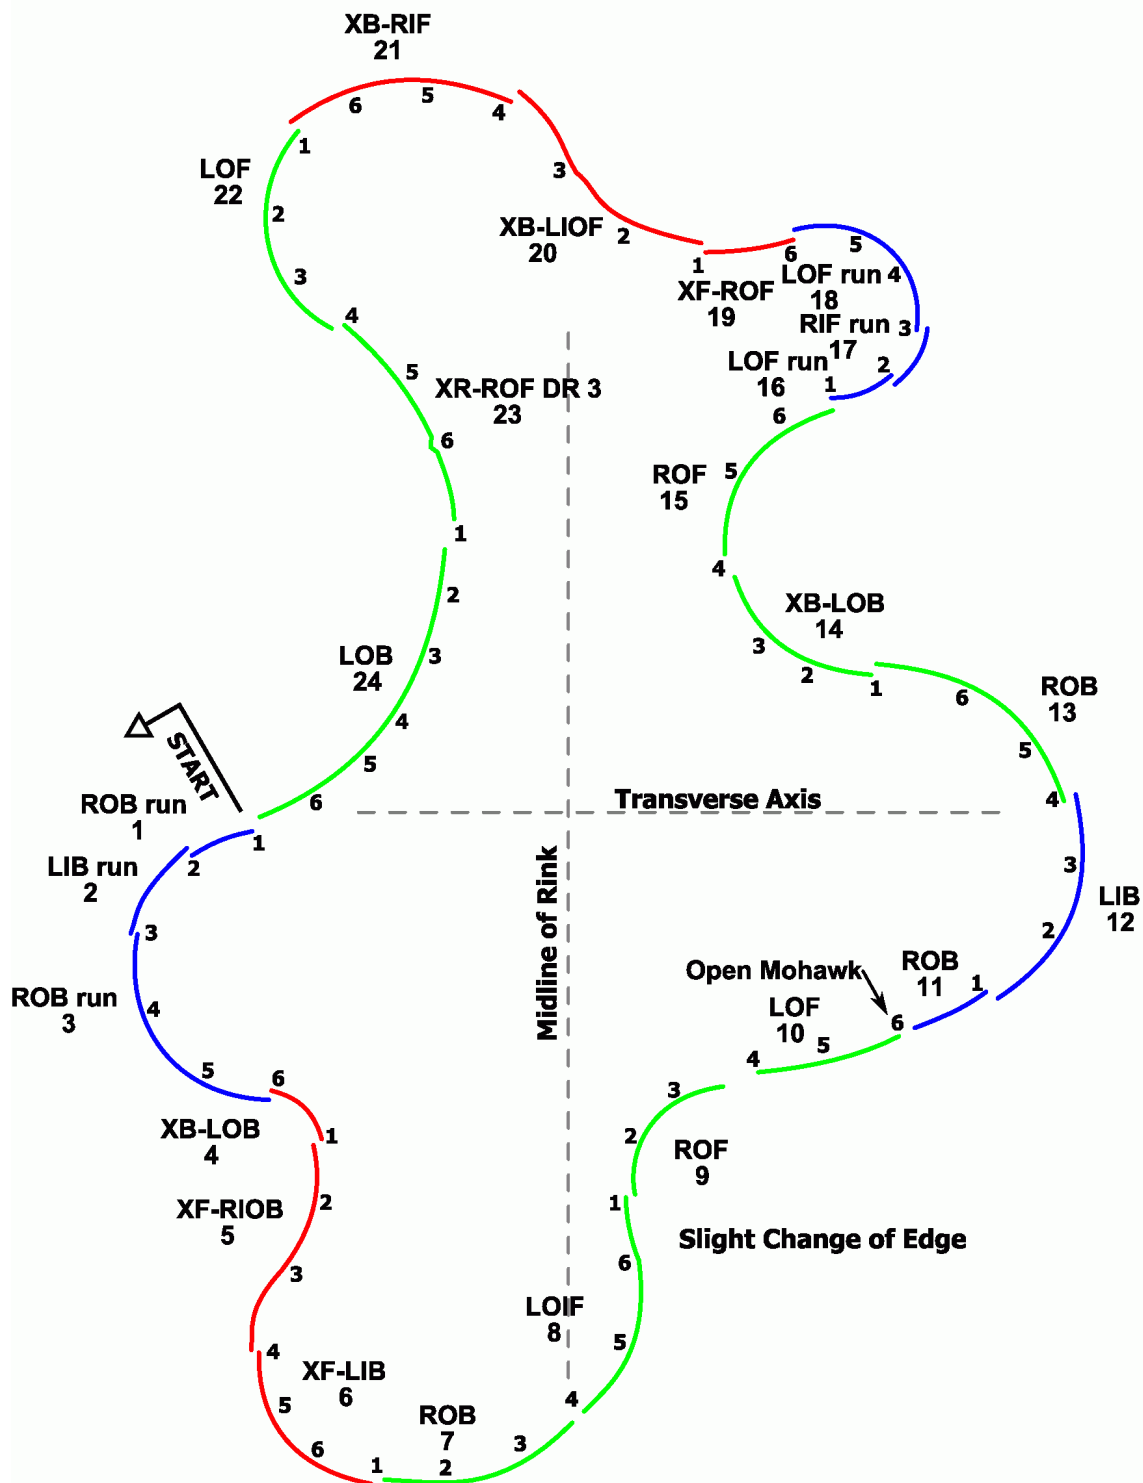 XB-RIF
21
6 5 4
1
LOF
22
2
3
3
XB-LIOF
20
2
1
XF-ROF
19
6
5
LOF run
18
4
RIF run
17
3
LOF run
16
2
1
4
5
XR-ROF DR 3
23
6
6
ROF
15
5
4
1
2
LOB
24
3
4
5
6
XB-LOB
14
3
2
1
6
ROB
13
5
4
START
Transverse Axis
Midline of Rink
ROB run
1
1
LIB run
2
2
3
ROB run
3
4
5
6
XB-LOB
4
1
XF-RIOB
5
2
3
4
XF-LIB
6
5
6
1
ROB
7
2
3
4
LOIF
8
5
6
1
Slight Change of Edge
ROF
9
2
3
4
LOF
10
5
6
Open Mohawk
ROB
11
1
LIB
12
2
3